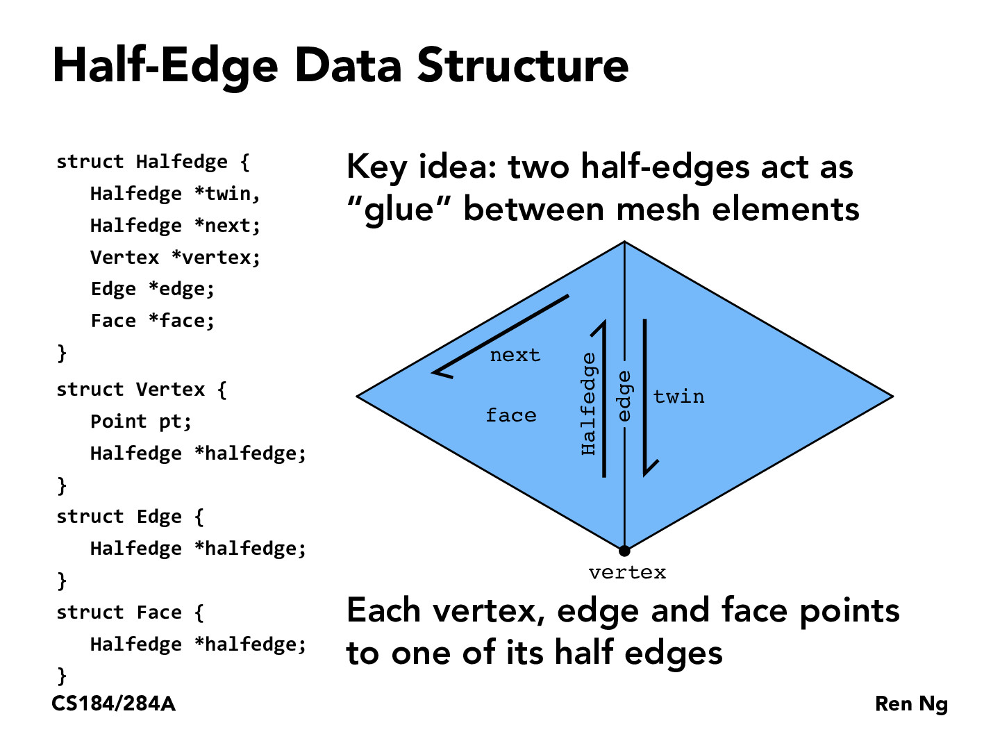 Half-Edge Data Structure
struct Halfedge {
   Halfedge *twin,
   Halfedge *next;
   Vertex *vertex;
   Edge *edge;
   Face *face;
}
struct Vertex {
   Point pt;
   Halfedge *halfedge;
}
struct Edge {
   Halfedge *halfedge;
}
struct Face {
   Halfedge *halfedge;
}
Key idea: two half-edges act as
“glue” between mesh elements
next
face
Halfedge
edge
twin
vertex
Each vertex, edge and face points
to one of its half edges
CS184/284A
Ren Ng